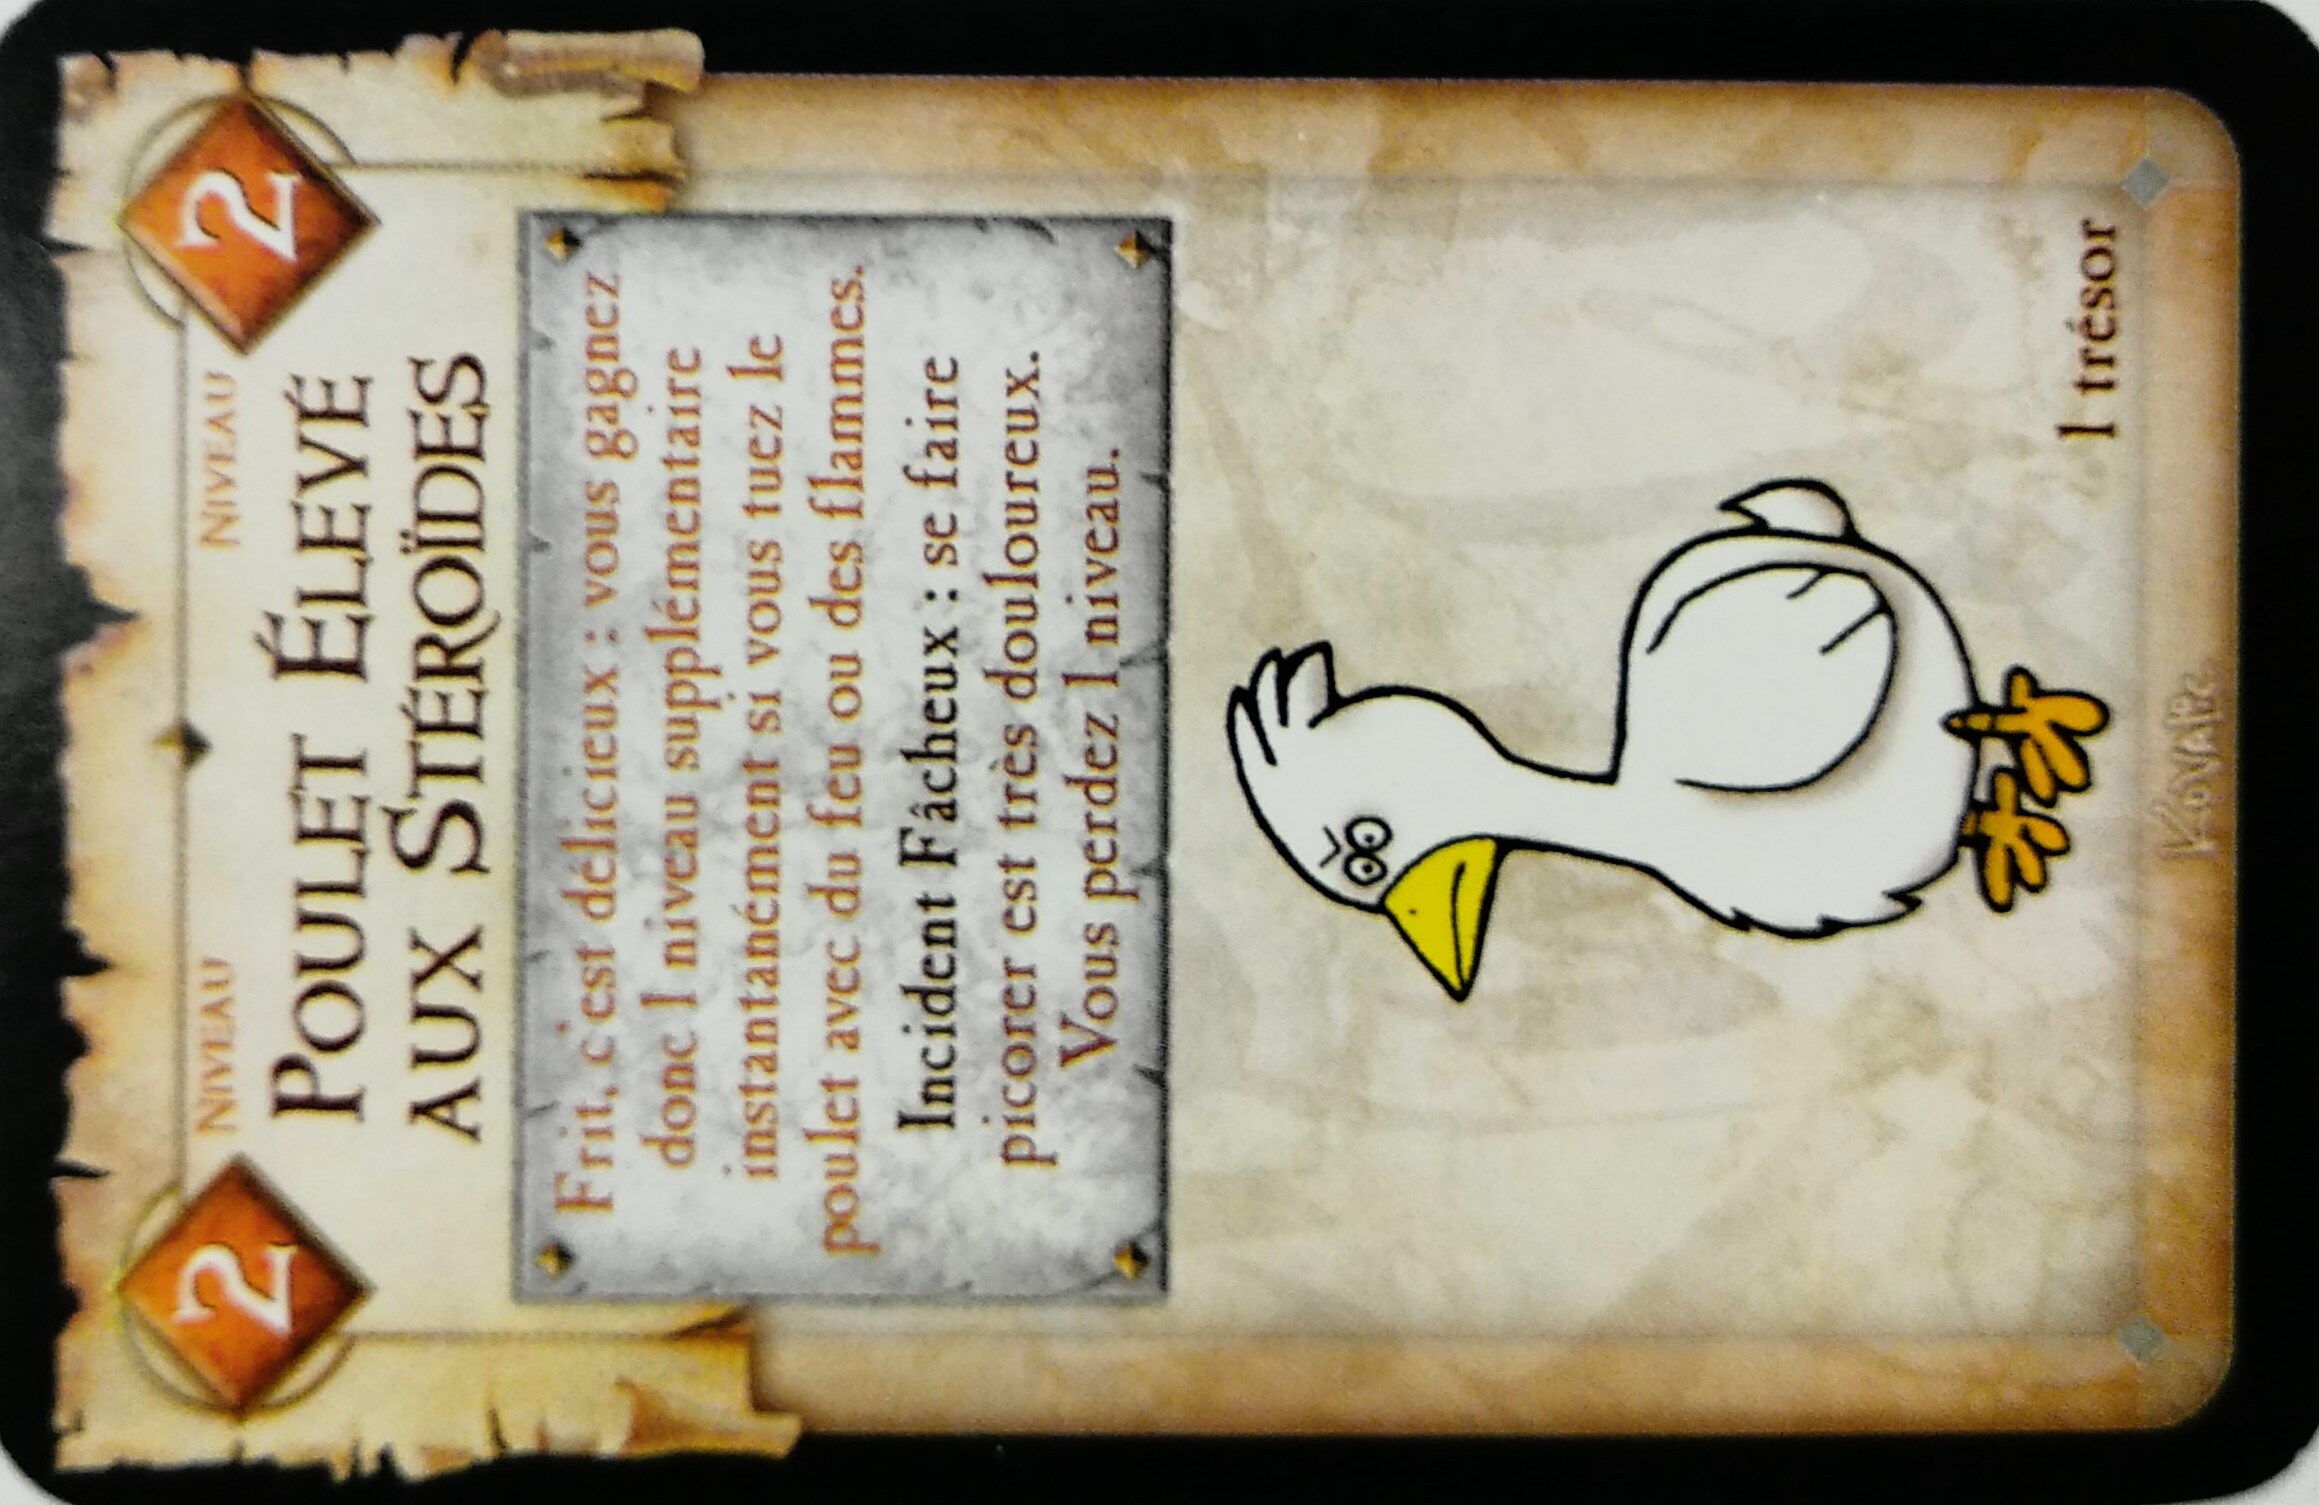 2 Niveau Niveau 2
Poulet Élevé
aux Stéroïdes
Frit, c'est délicieux : vous gagnez
donc 1 niveau supplémentaire
instantanément si vous tuez le
poulet avec du feu ou des flammes.
Incident Fâcheux : se faire
picorer est très douloureux.
Vous perdez 1 niveau.
1 trésor
Kovalic